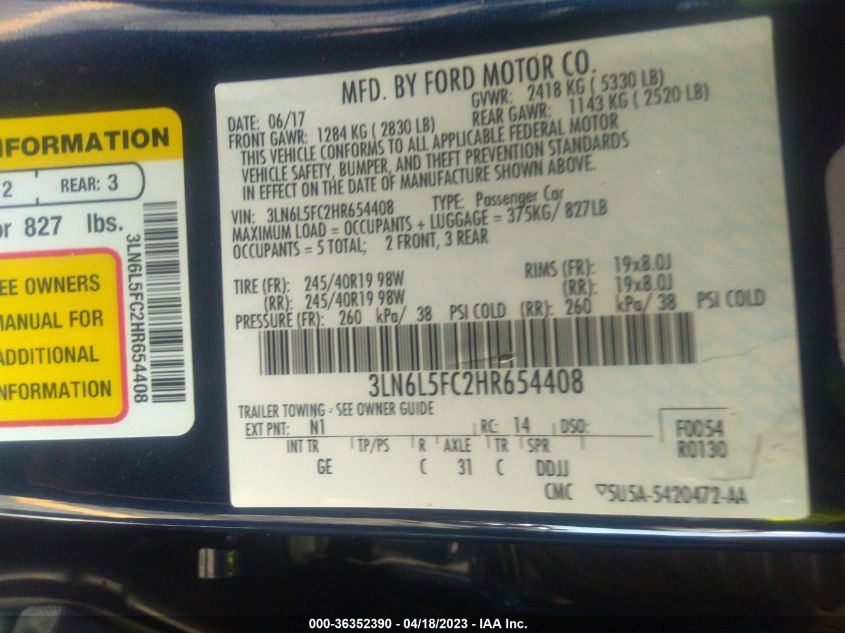 NFORMATION
2 REAR: 3
or 827 lbs.
EE OWNERS
MANUAL FOR
ADDITIONAL
NFORMATION
3LN6L5FC2HR654408
MFD. BY FORD MOTOR CO.
DATE: 06/17 GVWR: 2418 KG ( 5330 LB)
FRONT GAWR: 1284 KG ( 2830 LB) REAR GAWR: 1143 KG ( 2520 LB)
THIS VEHICLE CONFORMS TO ALL APPLICABLE FEDERAL MOTOR
VEHICLE SAFETY, BUMPER, AND THEFT PREVENTION STANDARDS
IN EFFECT ON THE DATE OF MANUFACTURE SHOWN ABOVE.
VIN: 3LN6L5FC2HR654408 TYPE: Passenger Car
MAXIMUM LOAD = OCCUPANTS + LUGGAGE = 375KG/ 827LB
OCCUPANTS = 5 TOTAL; 2 FRONT, 3 REAR
TIRE (FR): 245/40R19 98W RIMS (FR): 19x8.0J
(RR): 245/40R19 98W (RR): 19x8.0J
PRESSURE (FR): 260 kPa/ 38 PSI COLD (RR): 260 kPa/ 38 PSI COLD
3LN6L5FC2HR654408
TRAILER TOWING - SEE OWNER GUIDE
EXT PNT: N1 RC: 14 DSO: F0054
R0130
INT TR TP/PS R AXLE TR SPR
GE C 31 C DDJJ
CMC 5U5A-5420472-AA
000-36352390 - 04/18/2023 - IAA Inc.